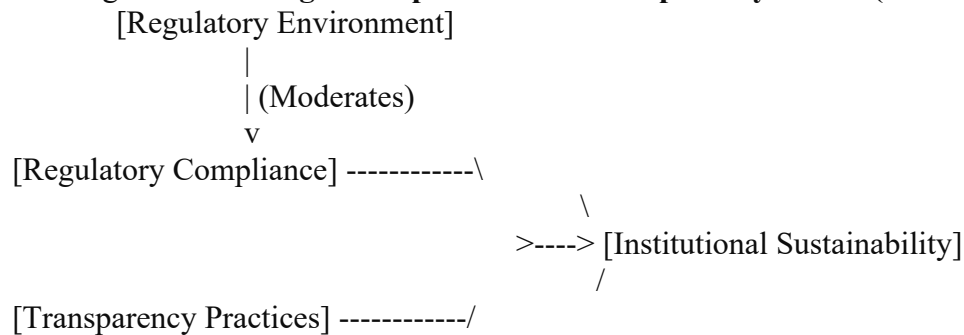 [Regulatory Environment]
|
| (Moderates)
v
[Regulatory Compliance] ------------\
\
>----> [Institutional Sustainability]
/
[Transparency Practices] ------------/